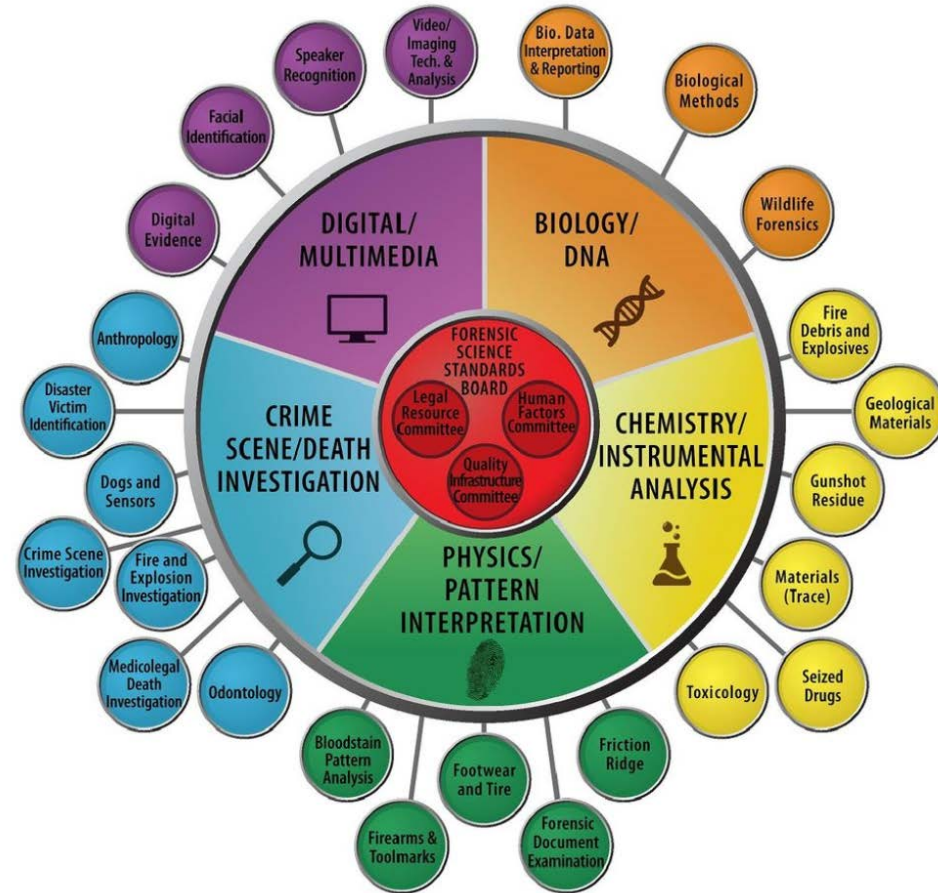 Video/
Imaging
Tech. &
Analysis
Speaker
Recognition
Facial
Identification
Digital
Evidence
Bio. Data
Interpretation
& Reporting
Biological
Methods
Wildlife
Forensics
DIGITAL/
MULTIMEDIA
BIOLOGY/
DNA
FORENSIC
SCIENCE
STANDARDS
BOARD
Legal
Resource
Committee
Human
Factors
Committee
Quality
Infrastructure
Committee
CRIME
SCENE/DEATH
INVESTIGATION
CHEMISTRY/
INSTRUMENTAL
ANALYSIS
PHYSICS/
PATTERN
INTERPRETATION
Anthropology
Disaster
Victim
Identification
Dogs and
Sensors
Crime Scene
Investigation
Fire and
Explosion
Investigation
Medicolegal
Death
Investigation
Odontology
Fire
Debris and
Explosives
Geological
Materials
Gunshot
Residue
Materials
(Trace)
Seized
Drugs
Toxicology
Bloodstain
Pattern
Analysis
Firearms &
Toolmarks
Footwear
and Tire
Forensic
Document
Examination
Friction
Ridge